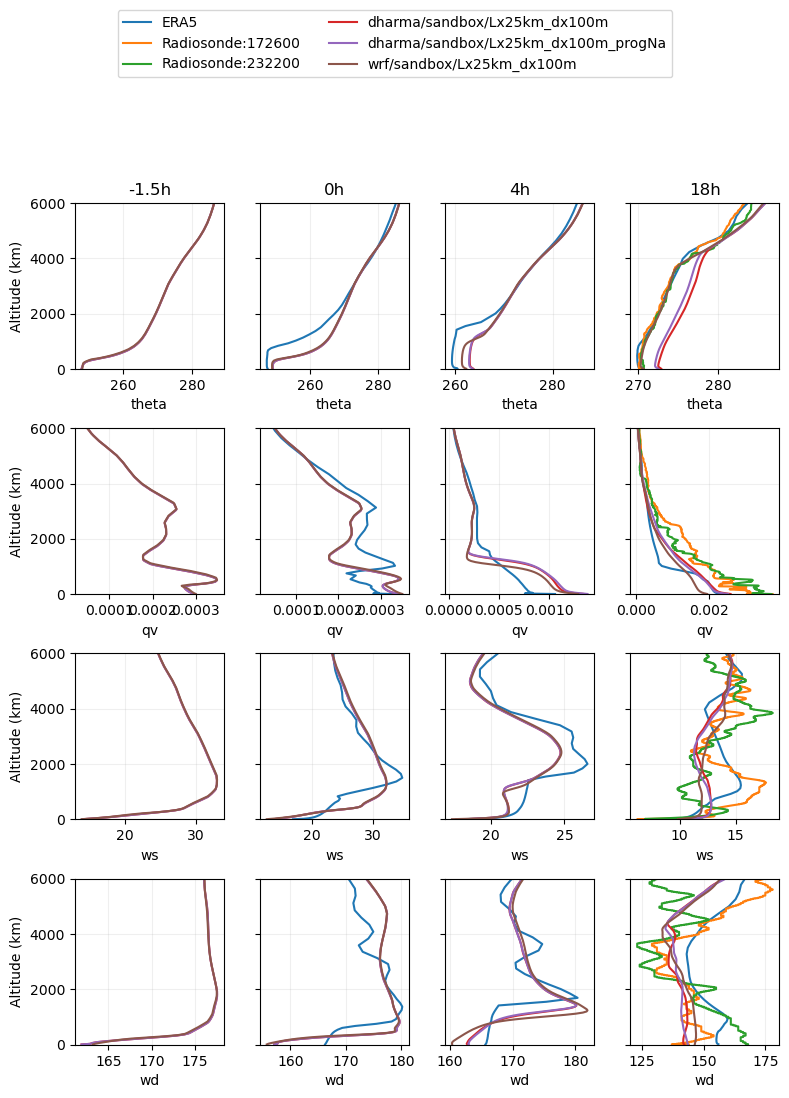 ERA5
Radiosonde:172600
Radiosonde:232200
dharma/sandbox/Lx25km_dx100m
dharma/sandbox/Lx25km_dx100m_progNa
wrf/sandbox/Lx25km_dx100m
-1.5h 0h 4h 18h
6000
4000
2000
0
Altitude (km)
260 280 260 280 260 280 270 280
theta theta theta theta
6000
4000
2000
0
Altitude (km)
0.0001 0.0002 0.0003 0.0001 0.0002 0.0003 0.0000 0.0005 0.0010 0.000 0.002
qv qv qv qv
6000
4000
2000
0
Altitude (km)
20 30 20 30 20 25 10 15
ws ws ws ws
6000
4000
2000
0
Altitude (km)
165 170 175 160 170 180 160 170 180 125 150 175
wd wd wd wd